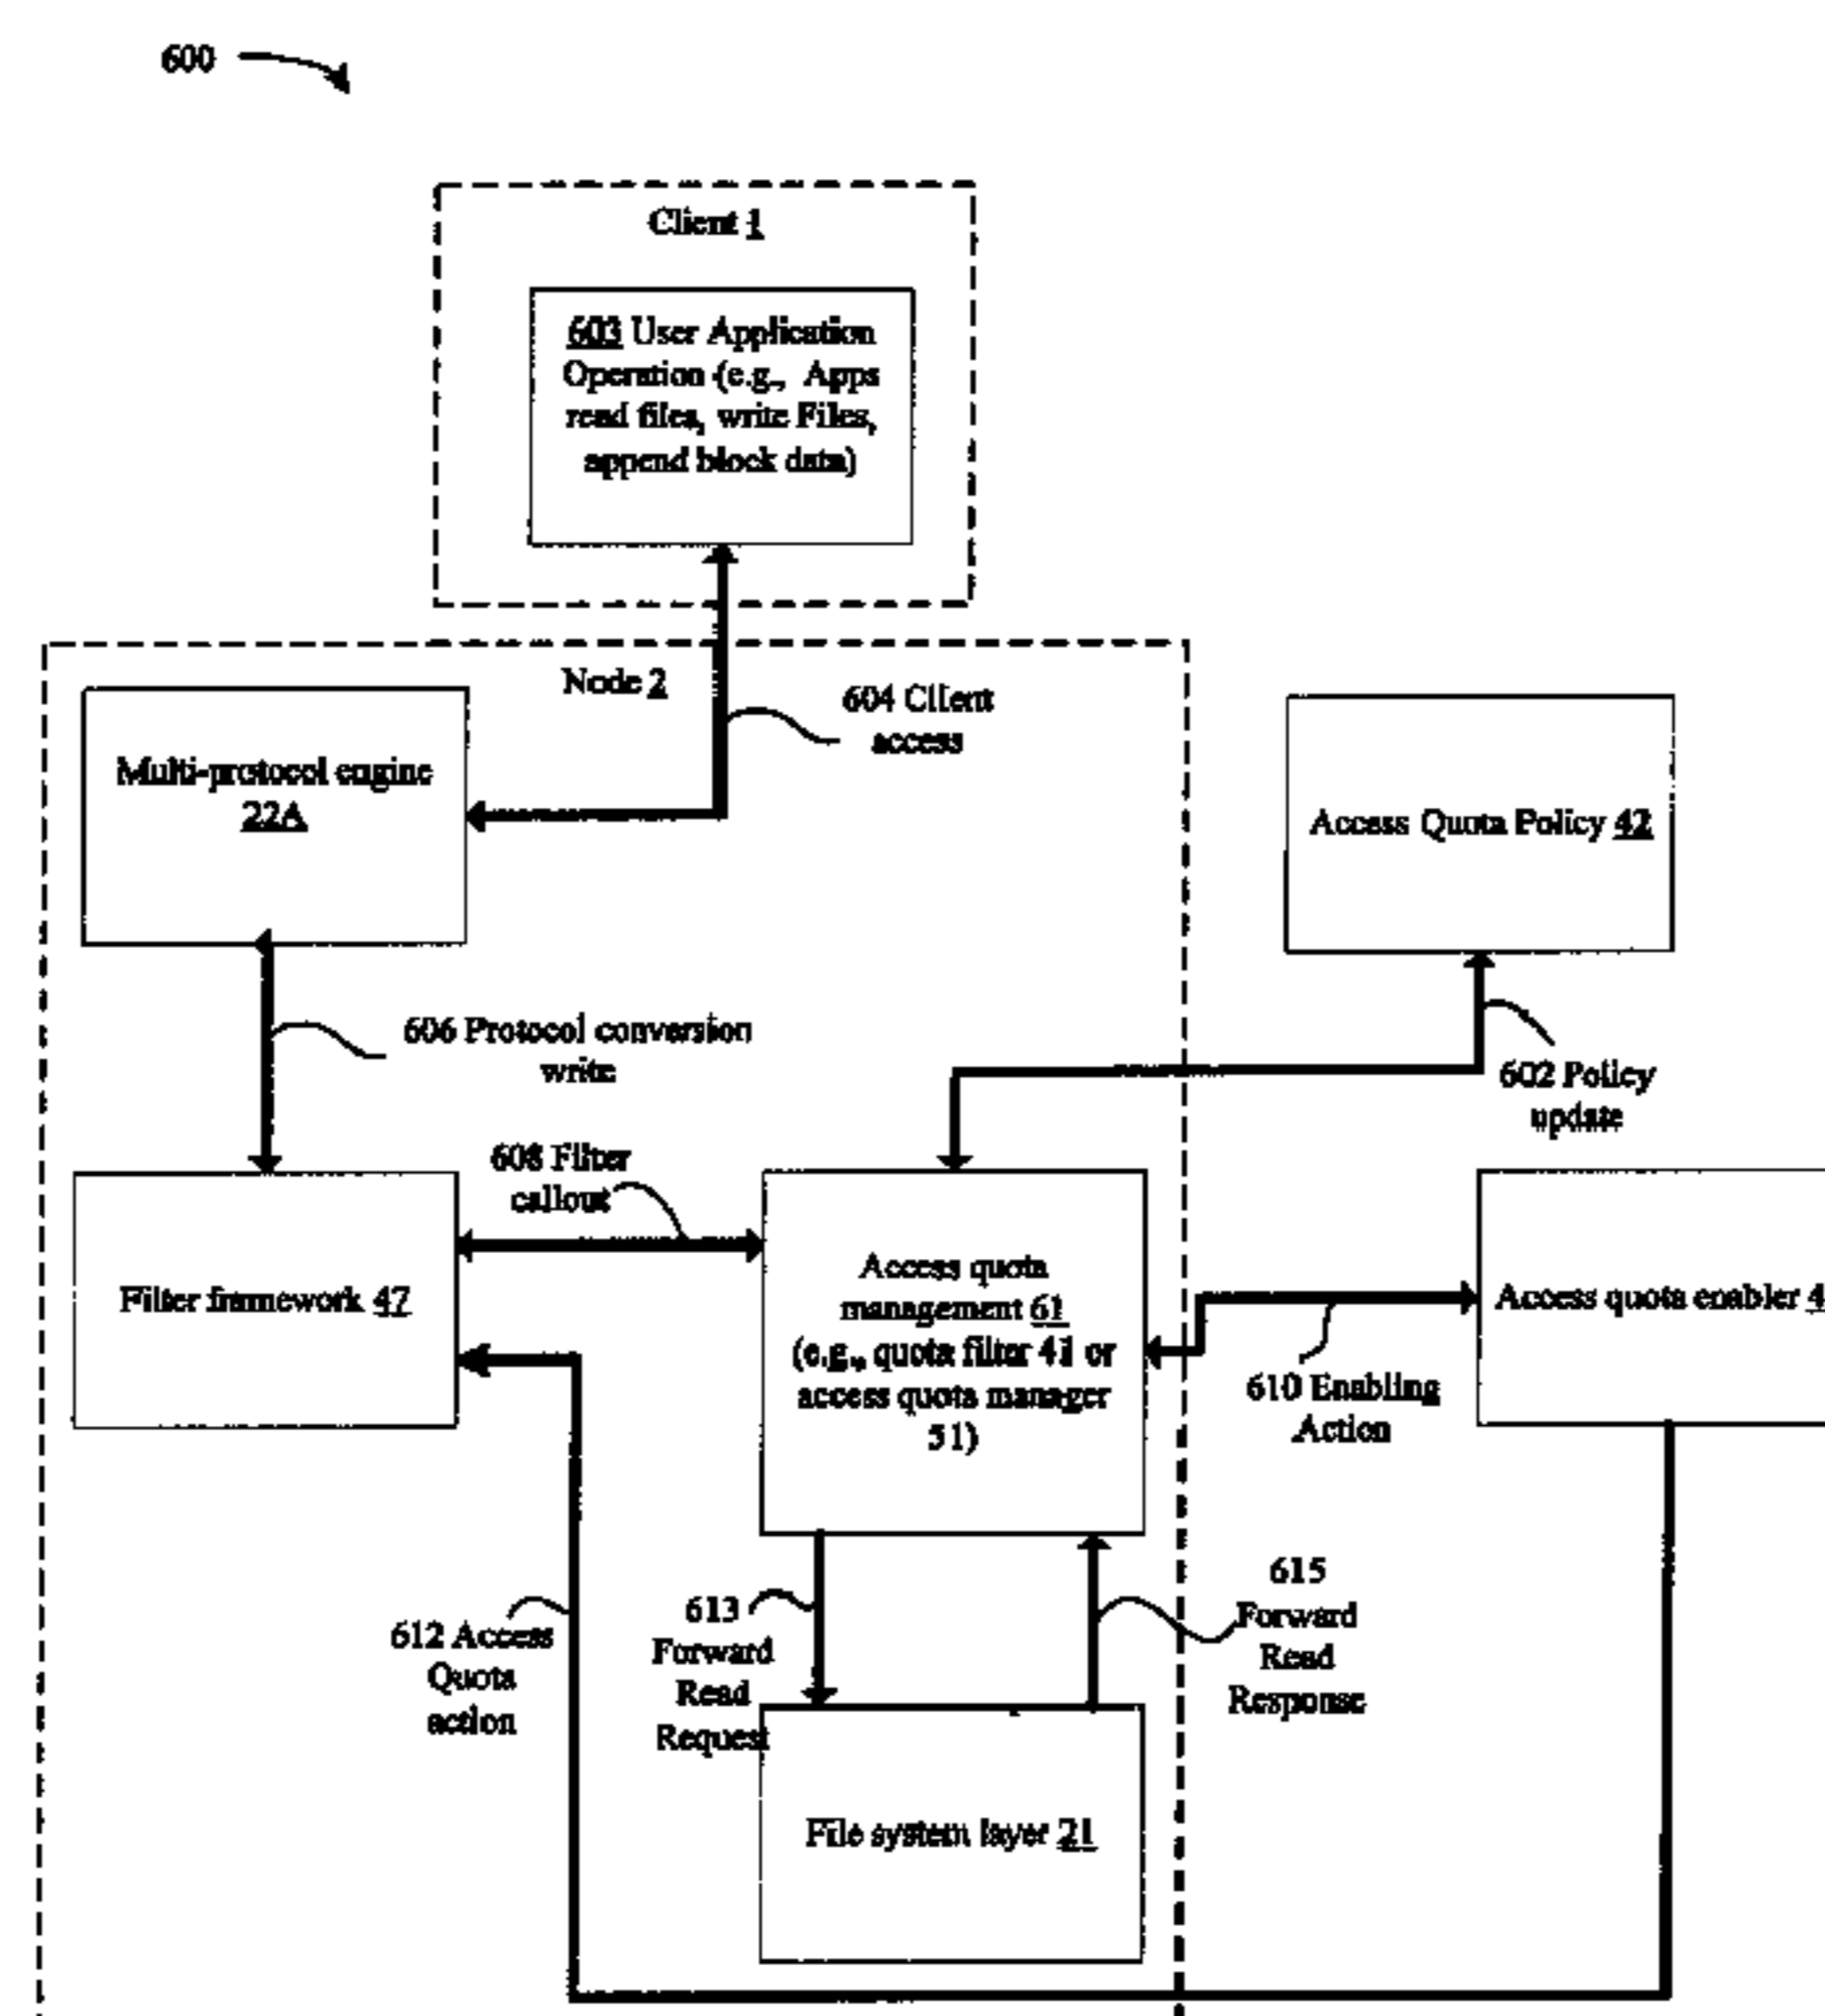 600
Client 1
603 User Application
Operation (e.g., Apps
read files, write Files,
append block data)
Node 2
604 Client
access
Multi-protocol engine
22A
Access Quota Policy 42
606 Protocol conversion
write
602 Policy
update
608 Filter
callout
Filter framework 47
Access quota
management 61
(e.g., quota filter 41 or
access quota manager
51)
Access quota enabler 4
610 Enabling
Action
612 Access
Quota
action
613
Forward
Read
Request
615
Forward
Read
Response
File system layer 21